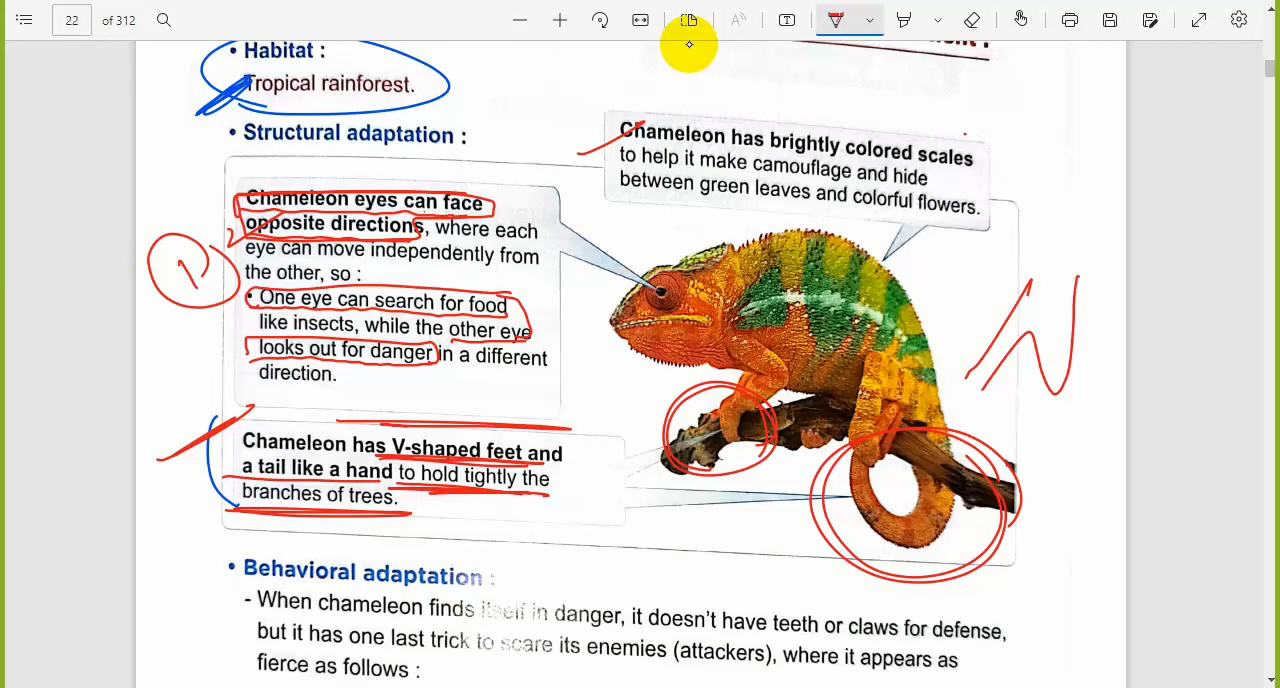 22 of 312
• Habitat :
Tropical rainforest.
• Structural adaptation :
Chameleon has brightly colored scales
to help it make camouflage and hide
between green leaves and colorful flowers.
Chameleon eyes can face
opposite directions, where each
eye can move independently from
the other, so :
• One eye can search for food
like insects, while the other eye
looks out for danger in a different
direction.
Chameleon has V-shaped feet and
a tail like a hand to hold tightly the
branches of trees.
• Behavioral adaptation :
- When chameleon finds itself in danger, it doesn't have teeth or claws for defense,
but it has one last trick to scare its enemies (attackers), where it appears as
fierce as follows :